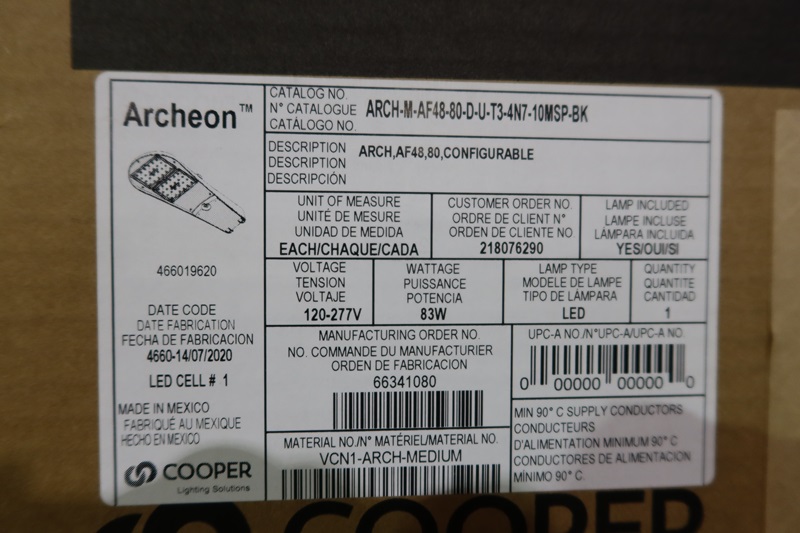 Archeon™
466019620
DATE CODE
DATE FABRICATION
FECHA DE FABRICACION
4660-14/07/2020
LED CELL # 1
MADE IN MEXICO
FABRIQUÉ AU MEXIQUE
HECHO EN MEXICO
COOPER
Lighting Solutions
CATALOG NO.
N° CATALOGUE
CATÁLOGO NO.
ARCH-M-AF48-80-D-U-T3-4N7-10MSP-BK
DESCRIPTION
DESCRIPTION
DESCRIPCIÓN
ARCH,AF48,80,CONFIGURABLE
UNIT OF MEASURE
UNITÉ DE MESURE
UNIDAD DE MEDIDA
EACH/CHAQUE/CADA
CUSTOMER ORDER NO.
ORDRE DE CLIENT N°
ORDEN DE CLIENTE NO
218076290
LAMP INCLUDED
LAMPE INCLUSE
LÁMPARA INCLUIDA
YES/OUI/SI
VOLTAGE
TENSION
VOLTAJE
120-277V
WATTAGE
PUISSANCE
POTENCIA
83W
LAMP TYPE
MODELE DE LAMPE
TIPO DE LÁMPARA
LED
QUANTITY
QUANTITE
CANTIDAD
1
MANUFACTURING ORDER NO.
NO. COMMANDE DU MANUFACTURIER
ORDEN DE FABRICACION
66341080
UPC-A NO./N°UPC-A/UPC-A NO.
0 00000 00000 0
MATERIAL NO./N° MATÉRIEL/MATERIAL NO.
VCN1-ARCH-MEDIUM
MIN 90° C SUPPLY CONDUCTORS
CONDUCTEURS
D'ALIMENTATION MINIMUM 90° C
CONDUCTORES DE ALIMENTACION
MÍNIMO 90° C.
COOPER